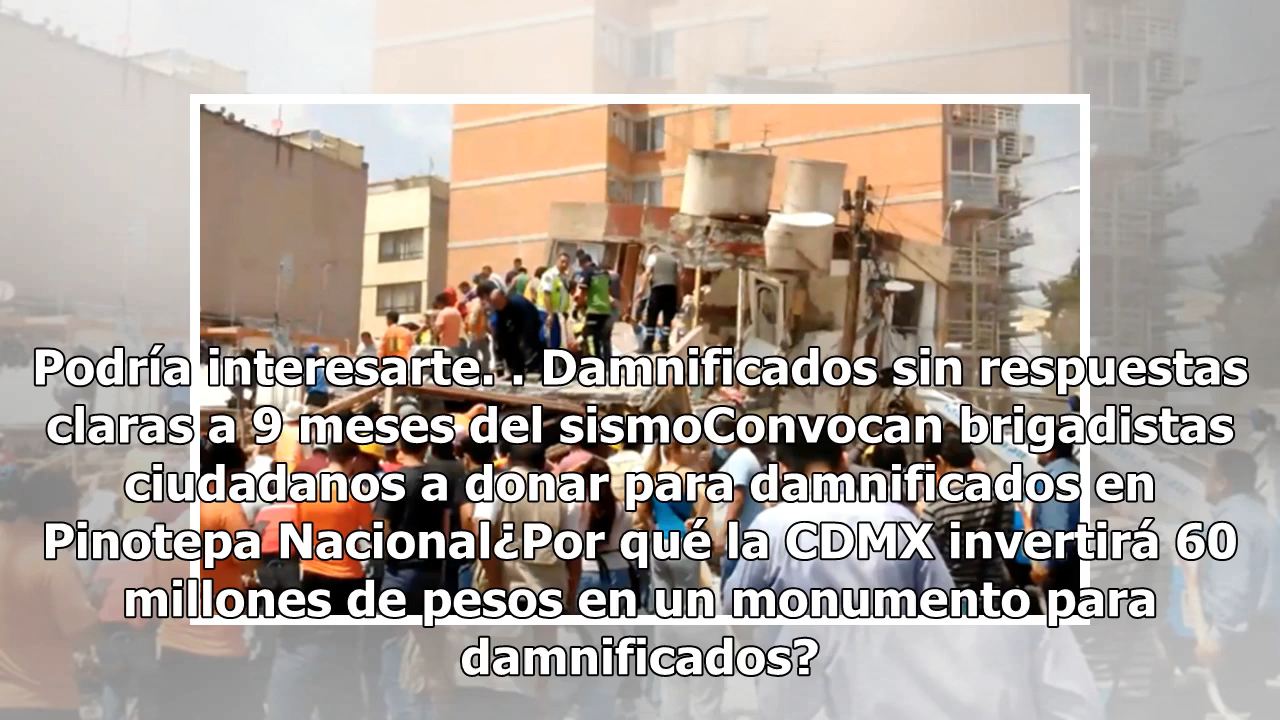 Podría interesarte. . Damnificados sin respuestas
claras a 9 meses del sismoConvocan brigadistas
ciudadanos a donar para damnificados en
Pinotepa Nacional¿Por qué la CDMX invertirá 60
millones de pesos en un monumento para
damnificados?